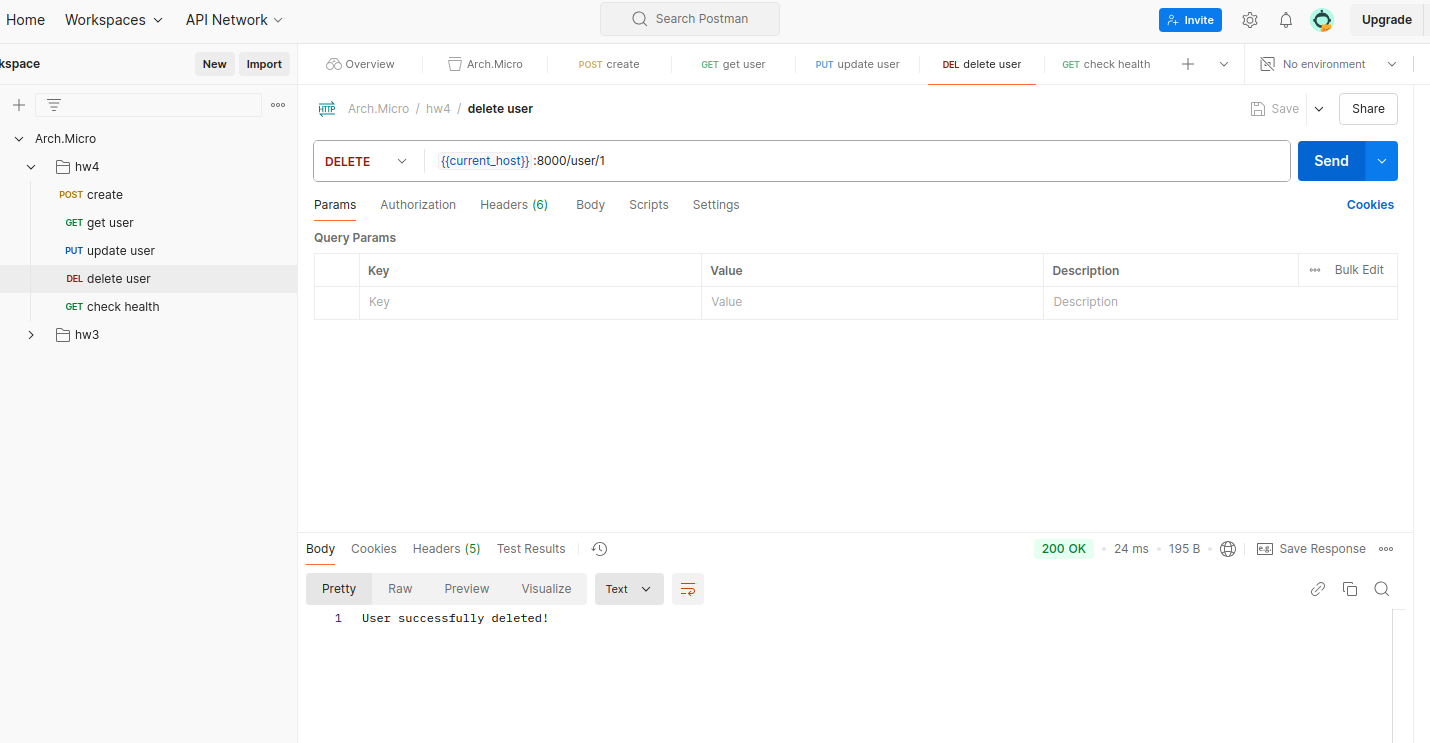 Home Workspaces API Network Search Postman Invite Upgrade
kspace New Import Overview Arch.Micro POST create GET get user PUT update user DEL delete user GET check health No environment
HTTP Arch.Micro / hw4 / delete user Save Share
Arch.Micro
hw4
POST create
GET get user
PUT update user
DEL delete user
GET check health
hw3
DELETE {{current_host}} :8000/user/1 Send
Params Authorization Headers (6) Body Scripts Settings Cookies
Query Params
Key Value Description Bulk Edit
Key Value Description
Body Cookies Headers (5) Test Results 200 OK 24 ms 195 B e.g. Save Response
Pretty Raw Preview Visualize Text
1 User successfully deleted!